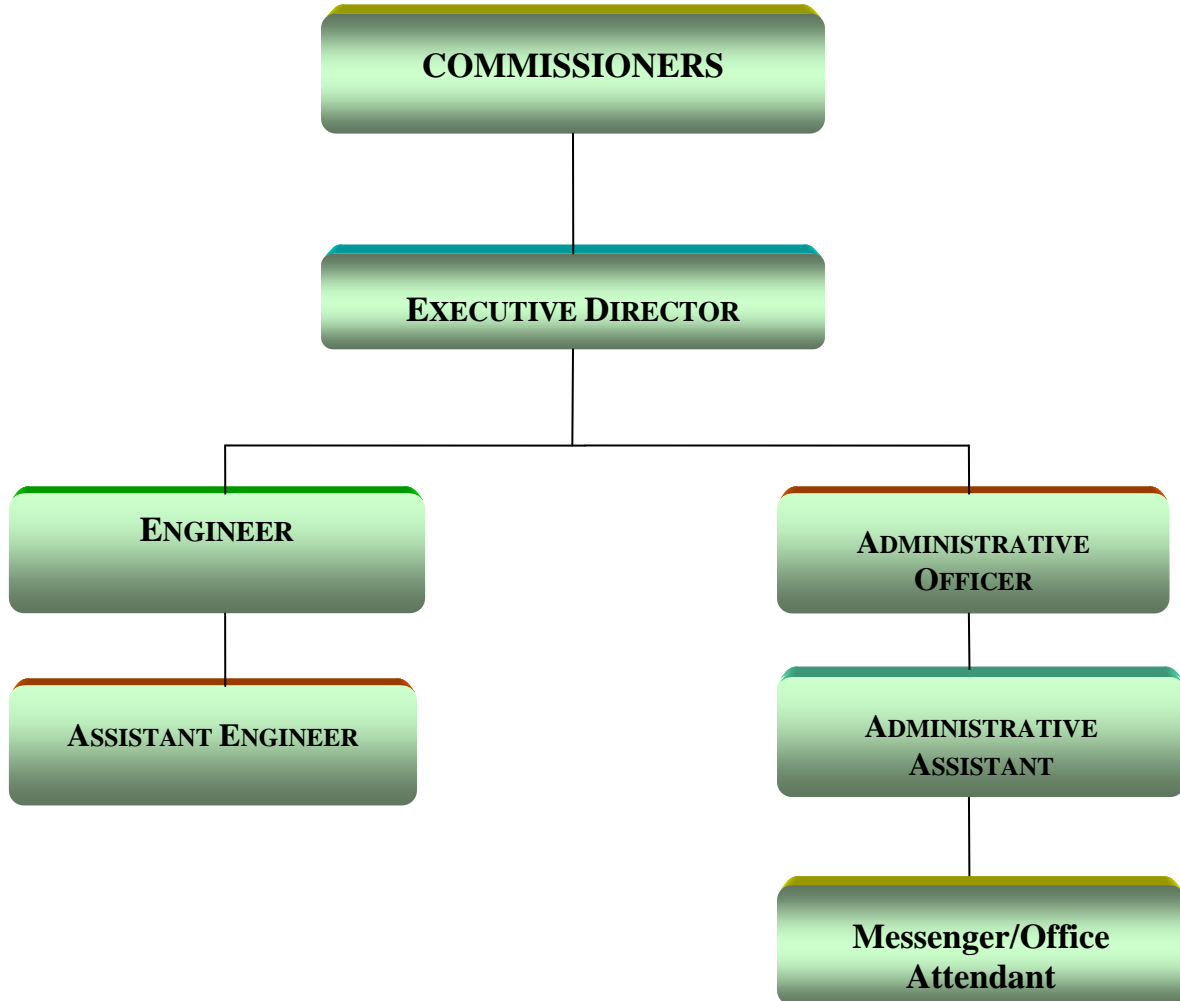 COMMISSIONERS
EXECUTIVE DIRECTOR
ENGINEER
ADMINISTRATIVE
OFFICER
ASSISTANT ENGINEER
ADMINISTRATIVE
ASSISTANT
Messenger/Office
Attendant